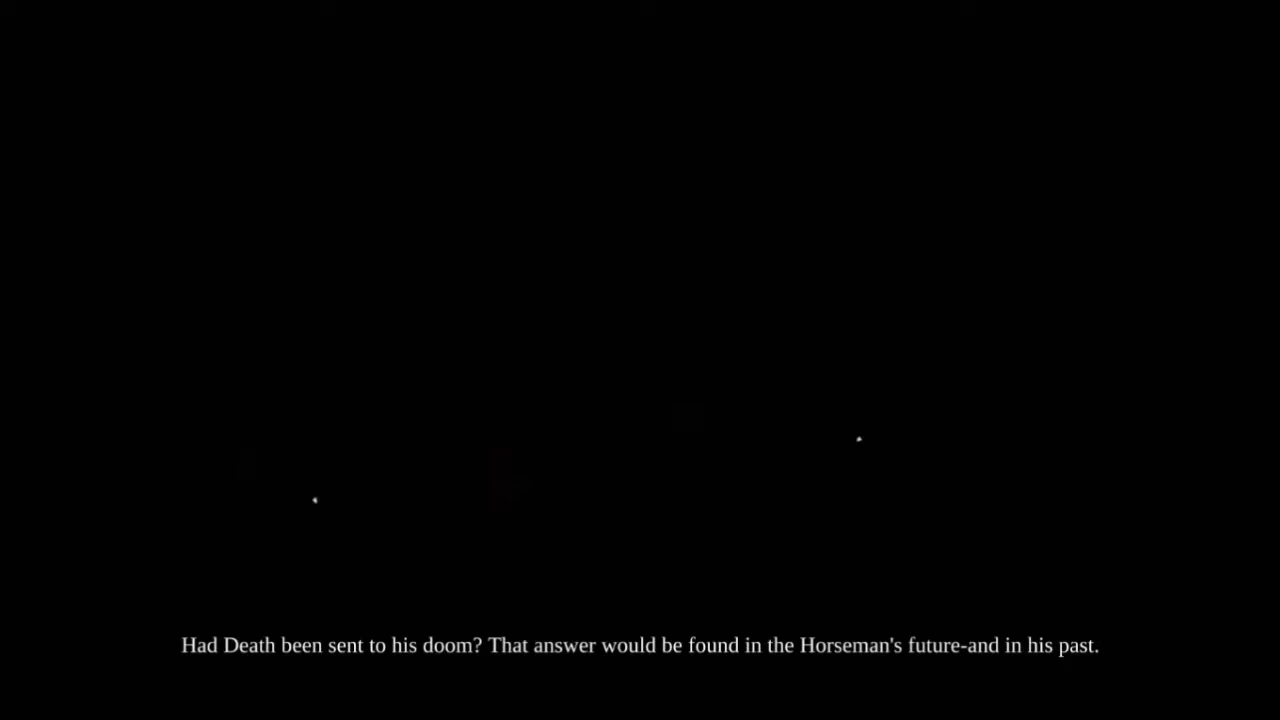 Had Death been sent to his doom? That answer would be found in the Horseman's future-and in his past.